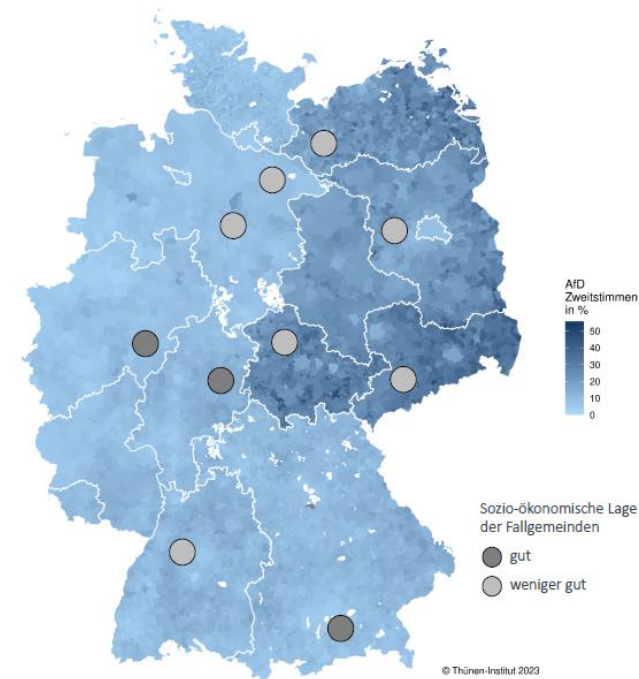 AfD
Zweitstimmen
in %
50
40
30
20
10
0
Sozio-ökonomische Lage
der Fallgemeinden
gut
weniger gut
© Thünen-Institut 2023